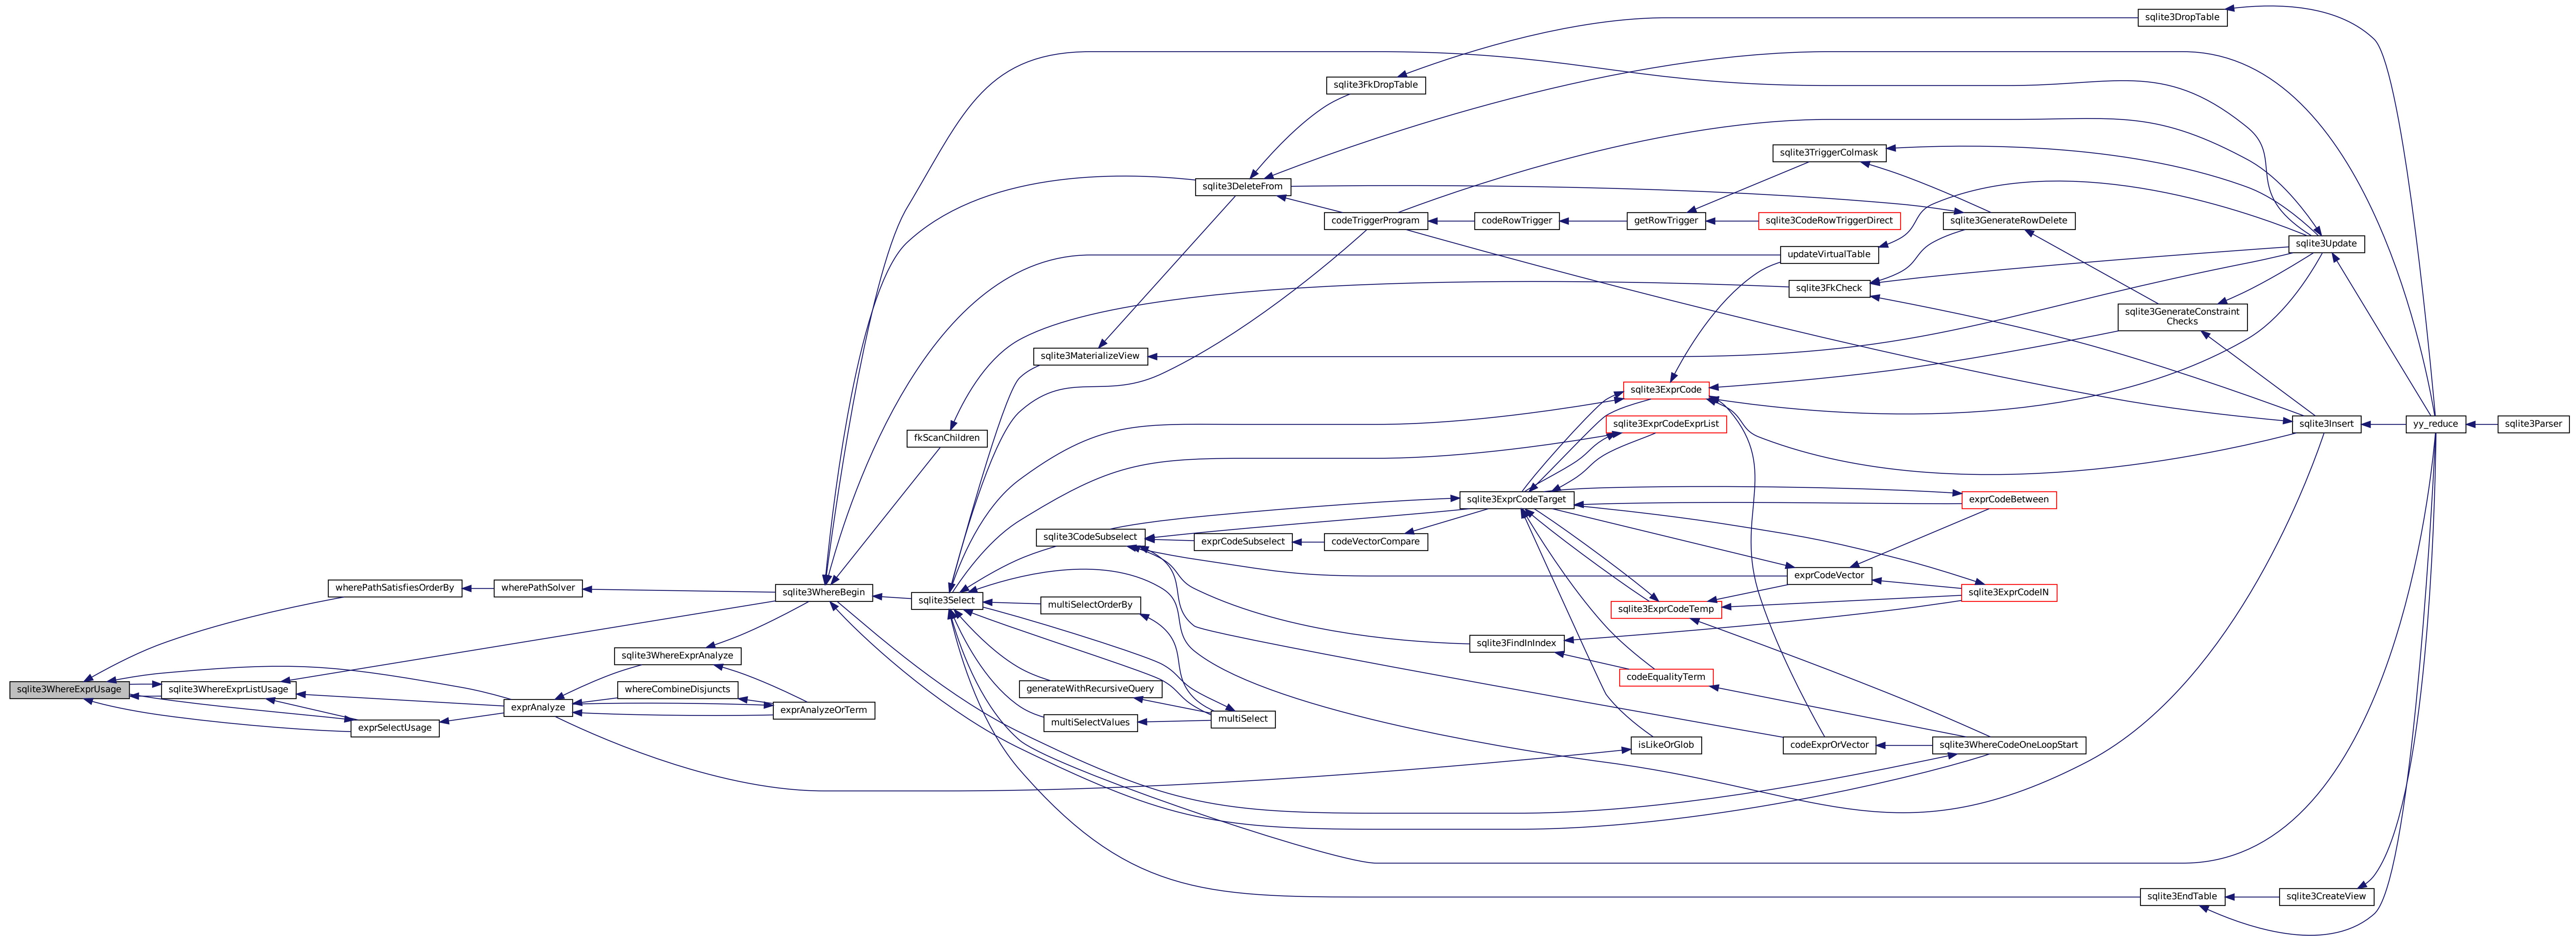 sqlite3DropTable
sqlite3FkDropTable
sqlite3TriggerColmask
sqlite3DeleteFrom
codeTriggerProgram
codeRowTrigger
getRowTrigger
sqlite3CodeRowTriggerDirect
sqlite3GenerateRowDelete
sqlite3Update
updateVirtualTable
sqlite3FkCheck
sqlite3GenerateConstraint
Checks
sqlite3MaterializeView
sqlite3ExprCode
sqlite3ExprCodeExprList
sqlite3Insert
yy_reduce
sqlite3Parser
fkScanChildren
sqlite3ExprCodeTarget
exprCodeBetween
sqlite3CodeSubselect
exprCodeSubselect
codeVectorCompare
exprCodeVector
wherePathSatisfiesOrderBy
wherePathSolver
sqlite3WhereBegin
sqlite3Select
multiSelectOrderBy
sqlite3ExprCodeTemp
sqlite3ExprCodeIN
sqlite3FindInIndex
sqlite3WhereExprAnalyze
codeEqualityTerm
sqlite3WhereExprUsage
sqlite3WhereExprListUsage
whereCombineDisjuncts
generateWithRecursiveQuery
exprAnalyze
exprAnalyzeOrTerm
exprSelectUsage
multiSelectValues
multiSelect
isLikeOrGlob
codeExprOrVector
sqlite3WhereCodeOneLoopStart
sqlite3EndTable
sqlite3CreateView